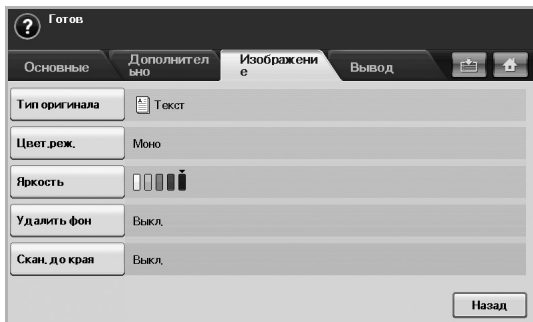 Готов
Основные
Дополнител
ьно
Изображени
е
Вывод
Тип оригинала
Текст
Цвет.реж.
Моно
Яркость
Удалить фон
Выкл.
Скан. до края
Выкл.
Назад